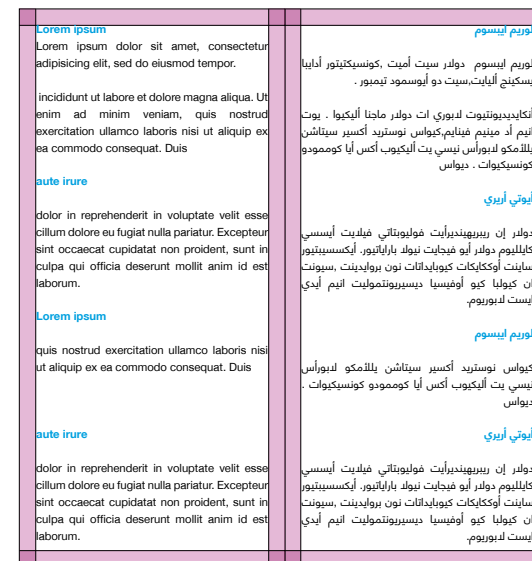 Lorem ipsum
Lorem ipsum dolor sit amet, consectetur
adipisicing elit, sed do eiusmod tempor.
incididunt ut labore et dolore magna aliqua. Ut
enim ad minim veniam, quis nostrud
exercitation ullamco laboris nisi ut aliquip ex
ea commodo consequat. Duis
aute irure
dolor in reprehenderit in voluptate velit esse
cillum dolore eu fugiat nulla pariatur. Excepteur
sint occaecat cupidatat non proident, sunt in
culpa qui officia deserunt mollit anim id est
laborum.
Lorem ipsum
quis nostrud exercitation ullamco laboris nisi
ut aliquip ex ea commodo consequat. Duis
aute irure
dolor in reprehenderit in voluptate velit esse
cillum dolore eu fugiat nulla pariatur. Excepteur
sint occaecat cupidatat non proident, sunt in
culpa qui officia deserunt mollit anim id est
laborum.
لوريم ايبسوم
لوريم ايبسوم دولار سيت أميت ,كونسيكتيتور أدايبا
يسكينج أليايت,سيت دو أيوسمود تيمبور .
أنكايديديونتيوت لابوري ات دولار ماجنا أليكيوا . يوت
انيم أد مينيم فينايم,كيواس نوستريد أكسير سيتاشن
يللأمكو لابورأس نيسي يت أليكيوب أكس أيا كوممودو
كونسيكيوات . ديواس
أيوتي أريري
دولار إن ريبريهينديرأيت فوليوبتاتي فيلايت أيسسي
كايلليوم دولار أيو فيجايت نيولا باراياتيور. أيكسسيبتيور
ساينت أوككايكات كيوبايداتات نون بروايدينت ,سيونت
ان كيولبا كيو أوفيسيا ديسيريونتموليت انيم أيدي
ايست لابوريوم.
لوريم ايبسوم
كيواس نوستريد أكسير سيتاشن يللأمكو لابورأس
نيسي يت أليكيوب أكس أيا كوممودو كونسيكيوات .
ديواس
أيوتي أريري
دولار إن ريبريهينديرأيت فوليوبتاتي فيلايت أيسسي
كايلليوم دولار أيو فيجايت نيولا باراياتيور. أيكسسيبتيور
ساينت أوككايكات كيوبايداتات نون بروايدينت ,سيونت
ان كيولبا كيو أوفيسيا ديسيريونتموليت انيم أيدي
ايست لابوريوم.